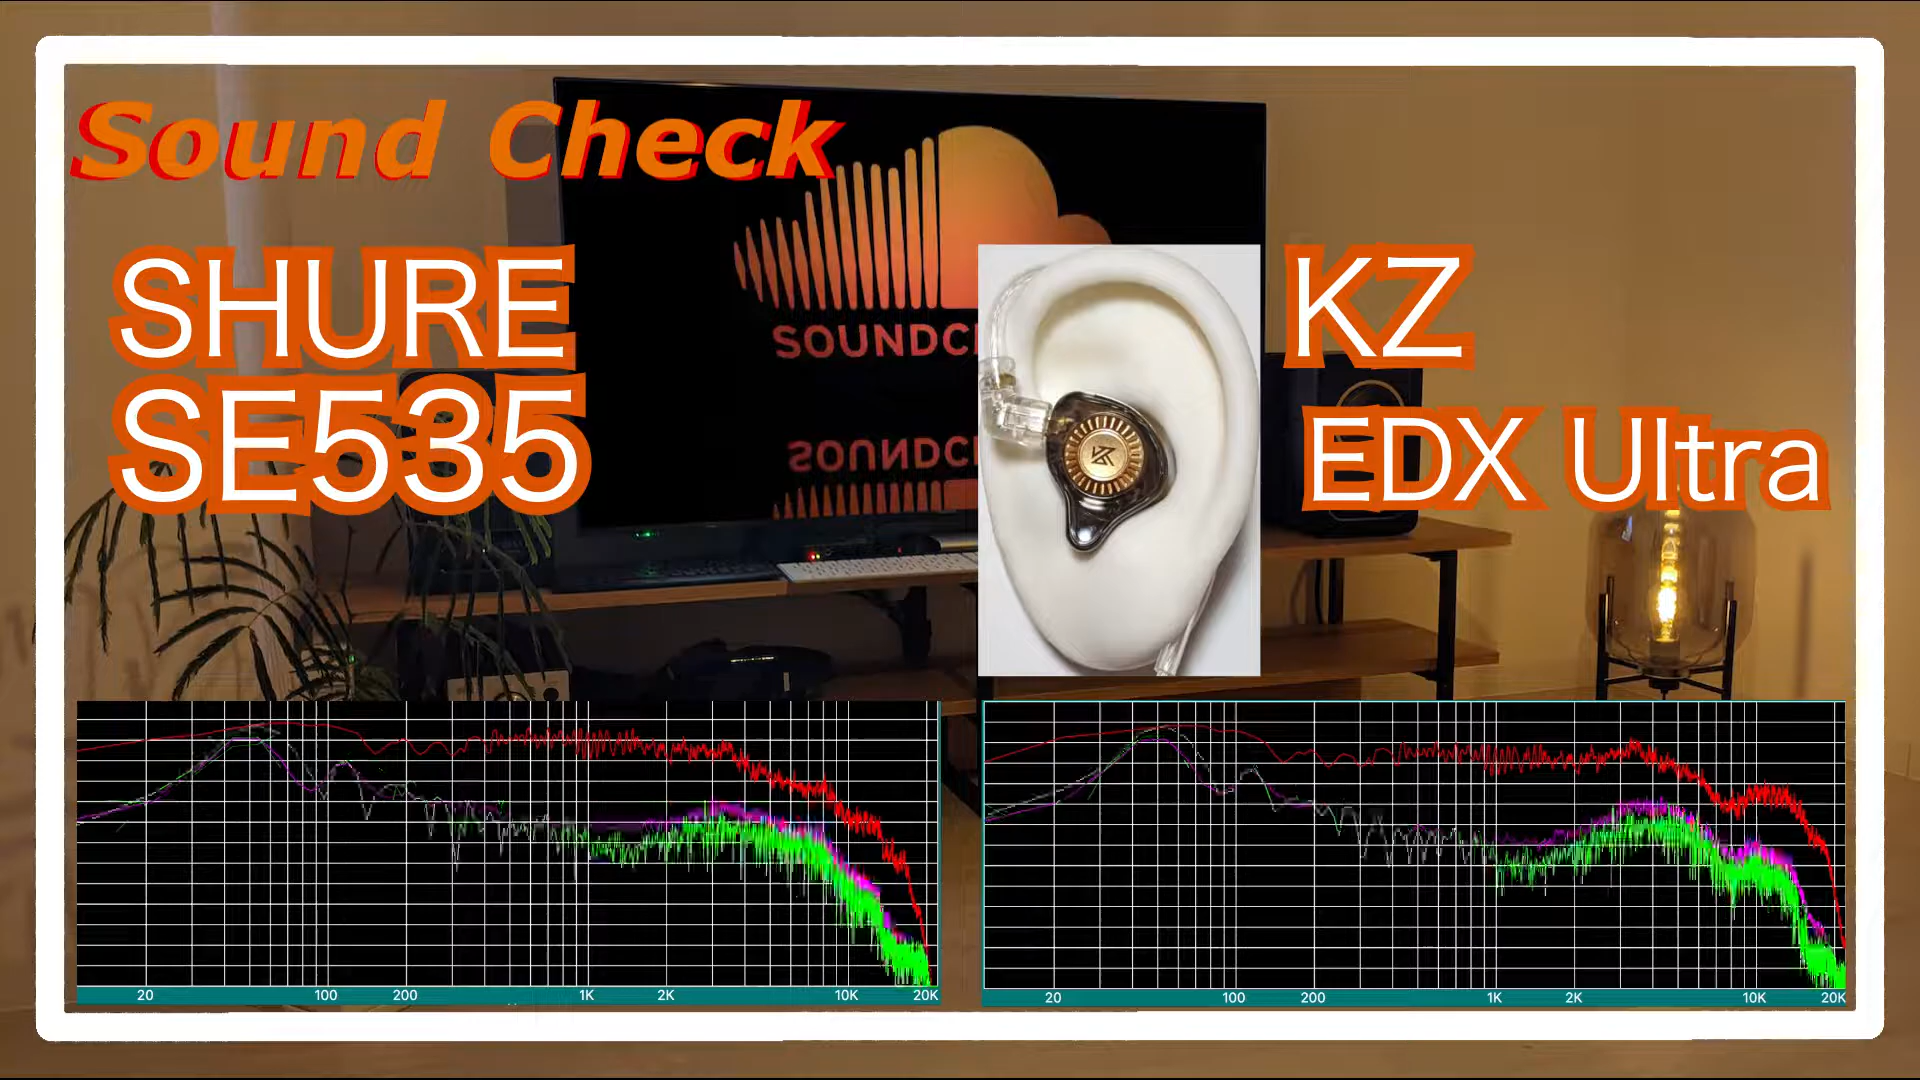 Sound Check
SHURE
SE535
SOUNDCL
KZ
EDX Ultra
20 100 200 1K 2K 10K 20K
20 100 200 1K 2K 10K 20K